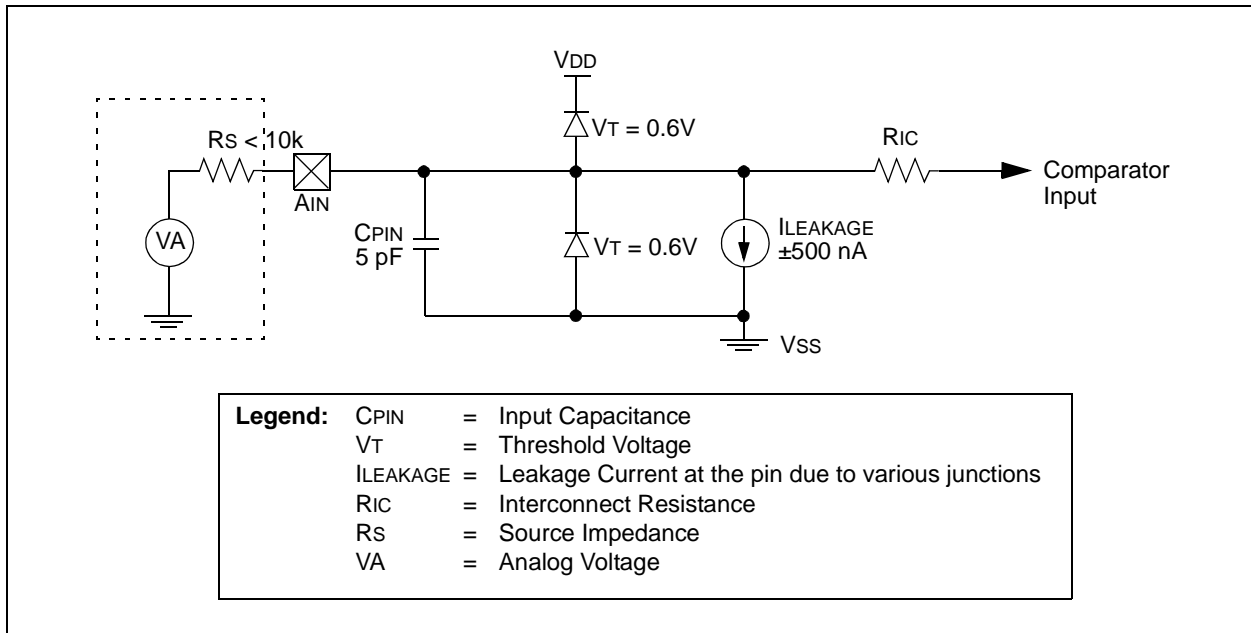 VDD
VT = 0.6V
RS < 10k
RIC
AIN
Comparator
Input
CPIN
5 pF
VA
VT = 0.6V
ILEAKAGE
±500 nA
VSS
Legend: CPIN = Input Capacitance
VT = Threshold Voltage
ILEAKAGE = Leakage Current at the pin due to various junctions
RIC = Interconnect Resistance
RS = Source Impedance
VA = Analog Voltage